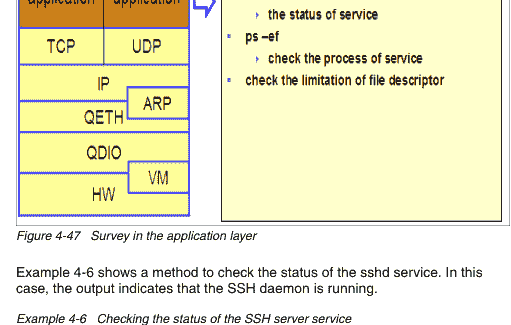 application application
the status of service
ps –ef
check the process of service
check the limitation of file descriptor
TCP UDP
IP
ARP
QETH
QDIO
VM
HW
Figure 4-47 Survey in the application layer
Example 4-6 shows a method to check the status of the sshd service. In this
case, the output indicates that the SSH daemon is running.
Example 4-6 Checking the status of the SSH server service